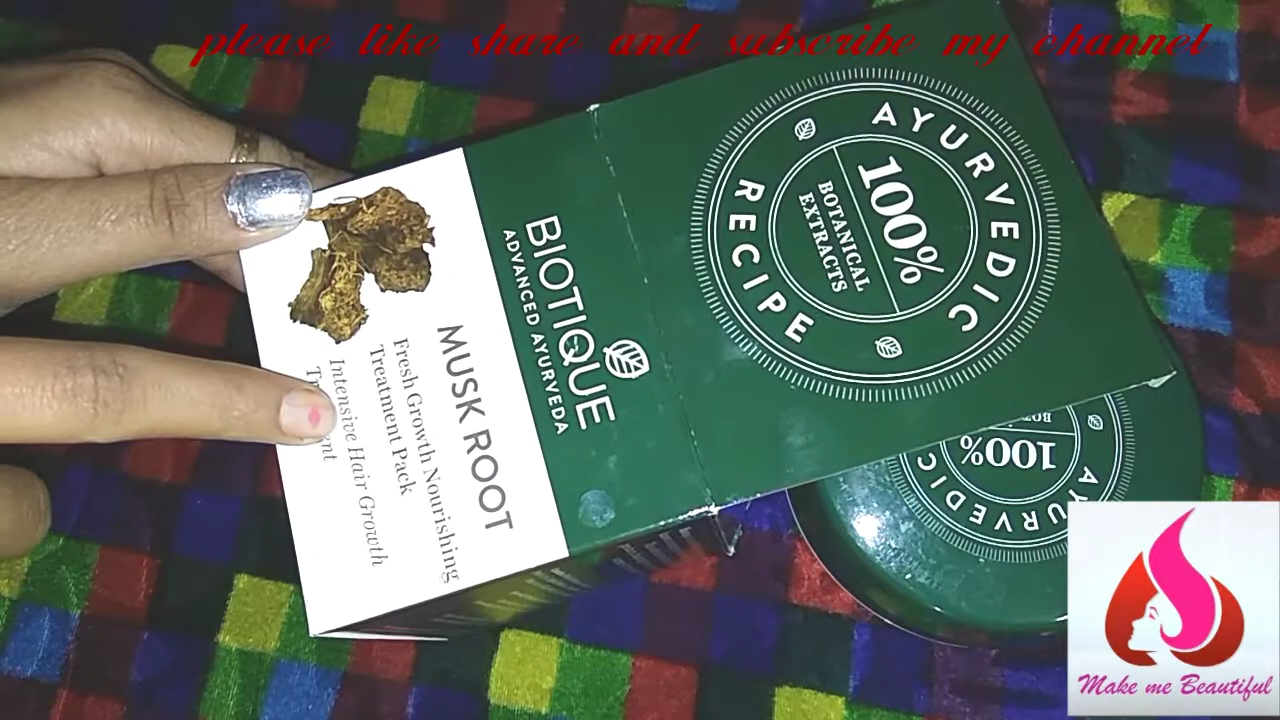 please like share and subscribe my channel
AYURVEDIC
RECIPE
100%
BOTANICAL
EXTRACTS
BIOTIQUE
ADVANCED AYURVEDA
MUSK ROOT
Fresh Growth Nourishing
Treatment Pack
Intensive Hair Growth
100%
AYURVEDIC
Make me Beautiful